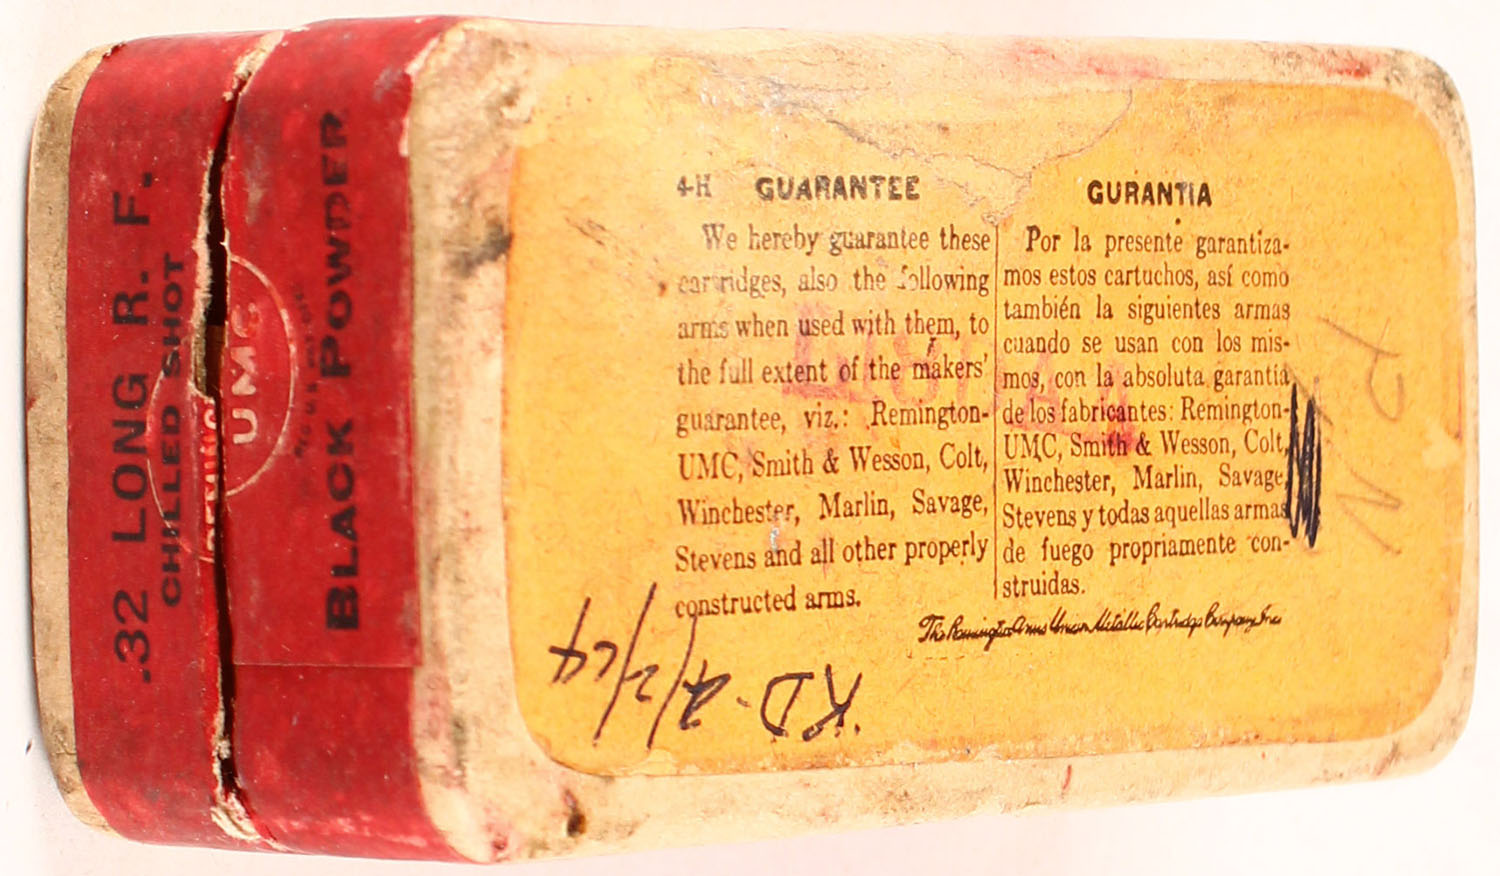 .32 LONG R. F.
CHILLED SHOT
REMINGTON
UMC
BLACK POWDER
4-H GUARANTEE
We hereby guarantee these
cartridges, also the following
arms when used with them, to
the full extent of the makers'
guarantee, viz.: Remington-
UMC, Smith & Wesson, Colt,
Winchester, Marlin, Savage,
Stevens and all other properly
constructed arms.
GURANTIA
Por la presente garantiza-
mos estos cartuchos, así como
también la siguientes armas
cuando se usan con los mis-
mos, con la absoluta garantia
de los fabricantes: Remington-
UMC, Smith & Wesson, Colt,
Winchester, Marlin, Savage,
Stevens y todas aquellas armas
de fuego propriamente con-
struidas.
The Remington Arms Union Metallic Cartridge Company Inc
KD-2/2/64